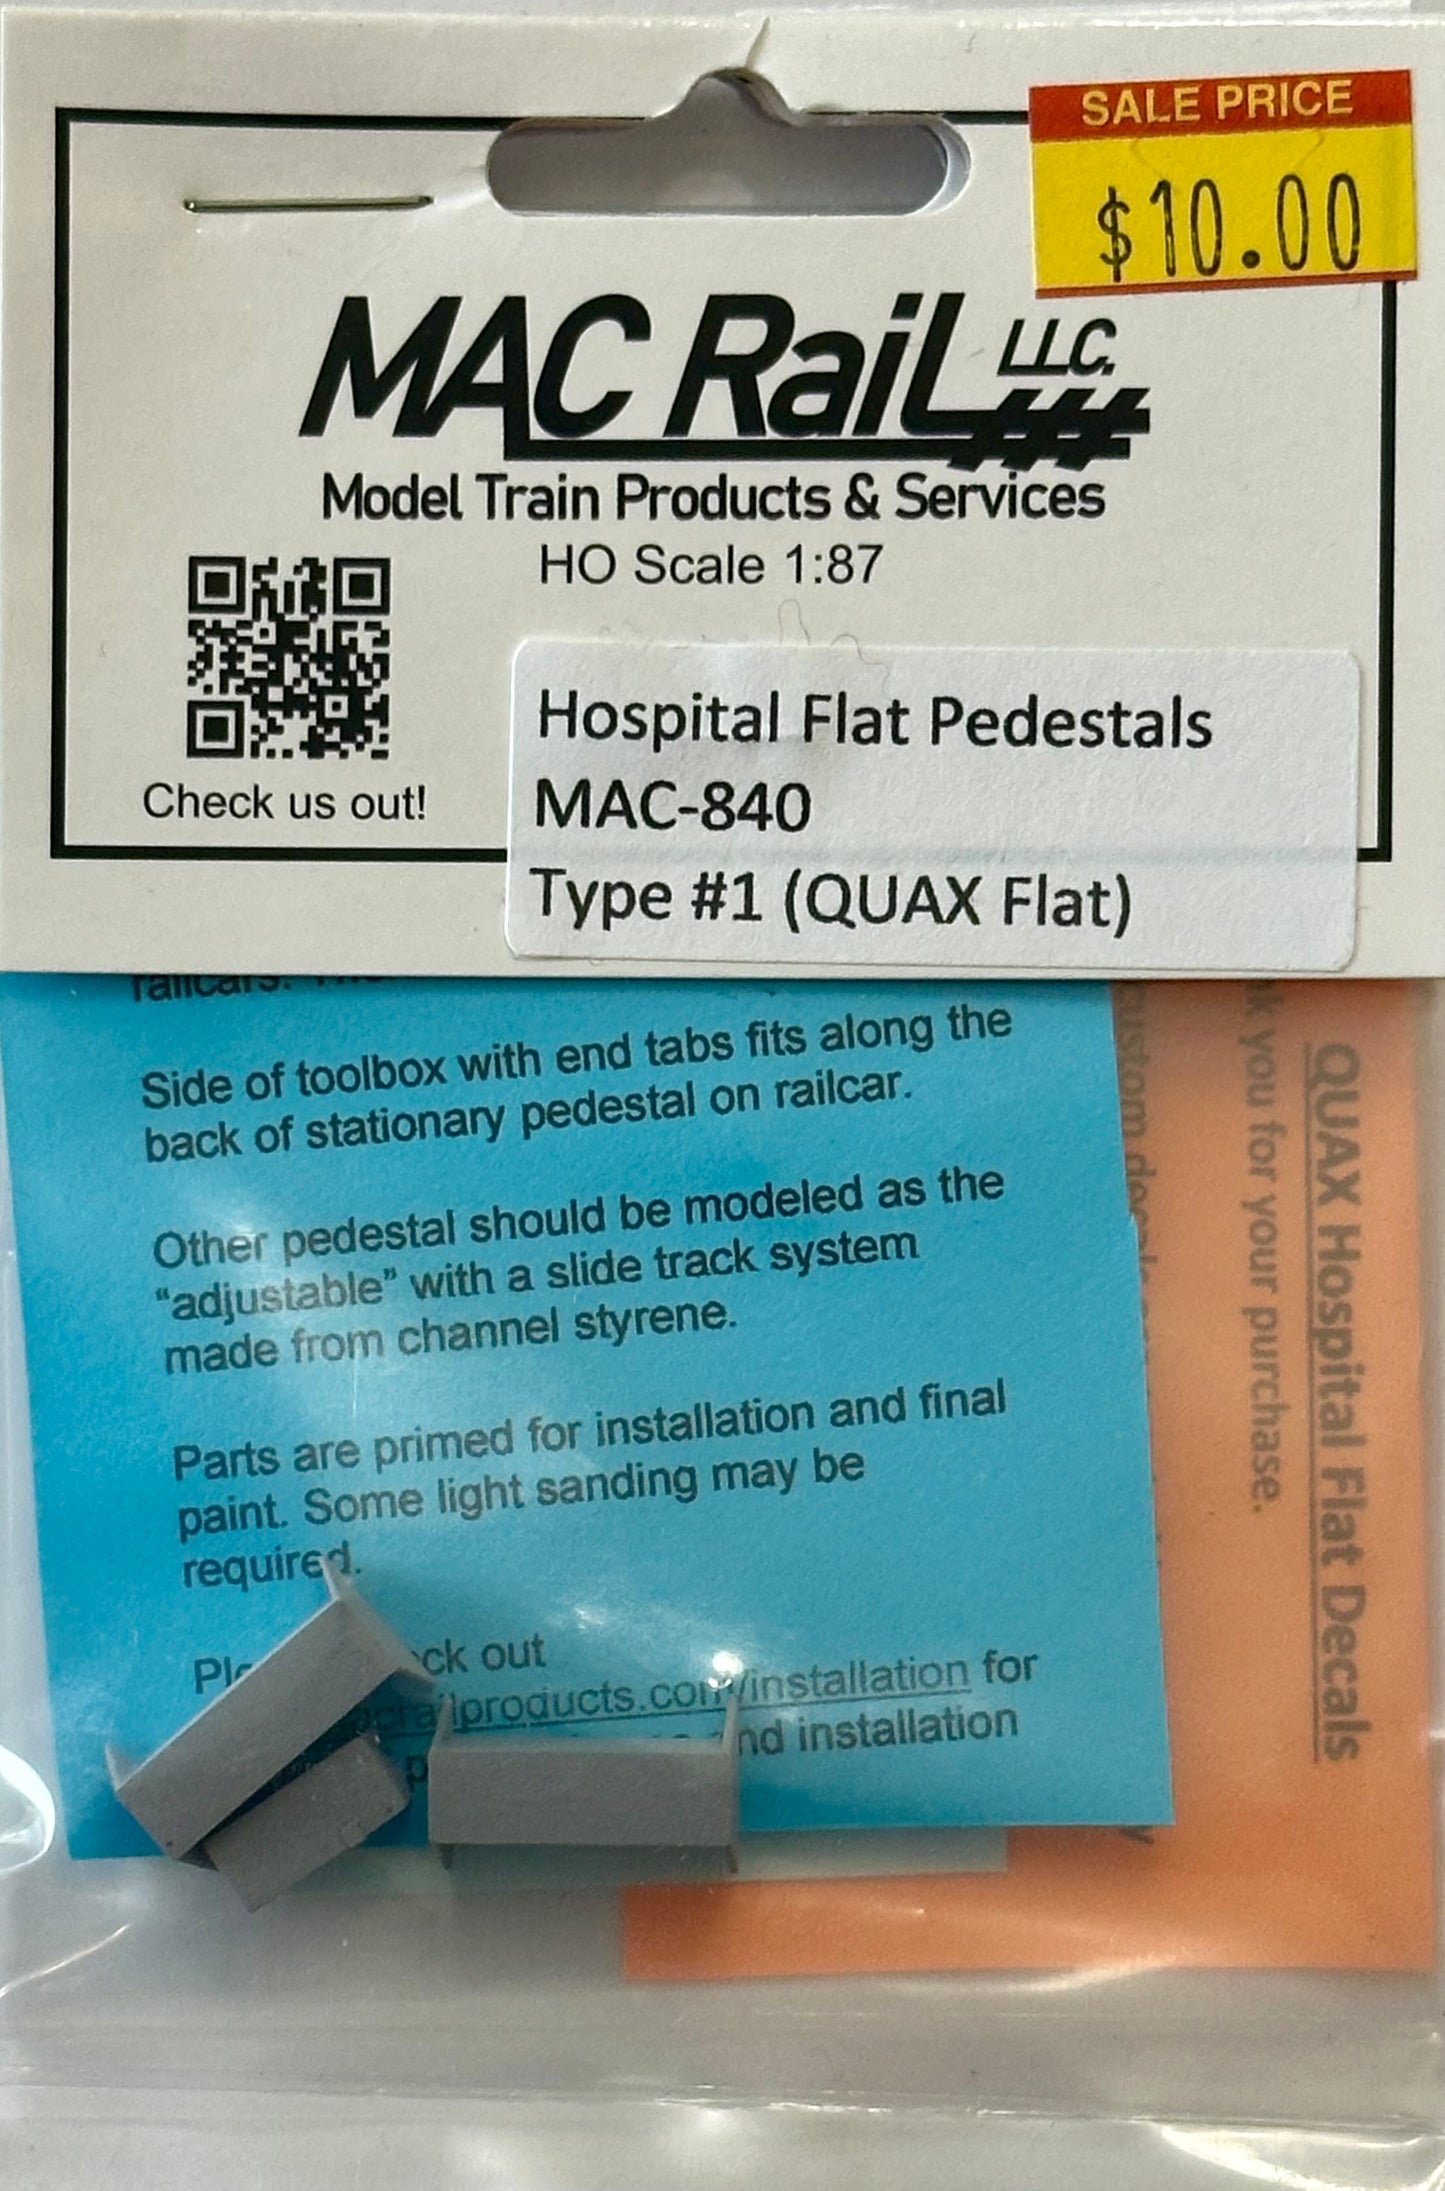 SALE PRICE
$10.00
MAC RaiL LLC.
Model Train Products & Services
HO Scale 1:87
Check us out!
Hospital Flat Pedestals
MAC-840
Type #1 (QUAX Flat)
railcars.
Side of toolbox with end tabs fits along the
back of stationary pedestal on railcar.
Other pedestal should be modeled as the
“adjustable” with a slide track system
made from channel styrene.
Parts are primed for installation and final
paint. Some light sanding may be
required.
out
/installation for
installation
QUAX Hospital Flat Decals
you for your purchase.
custom